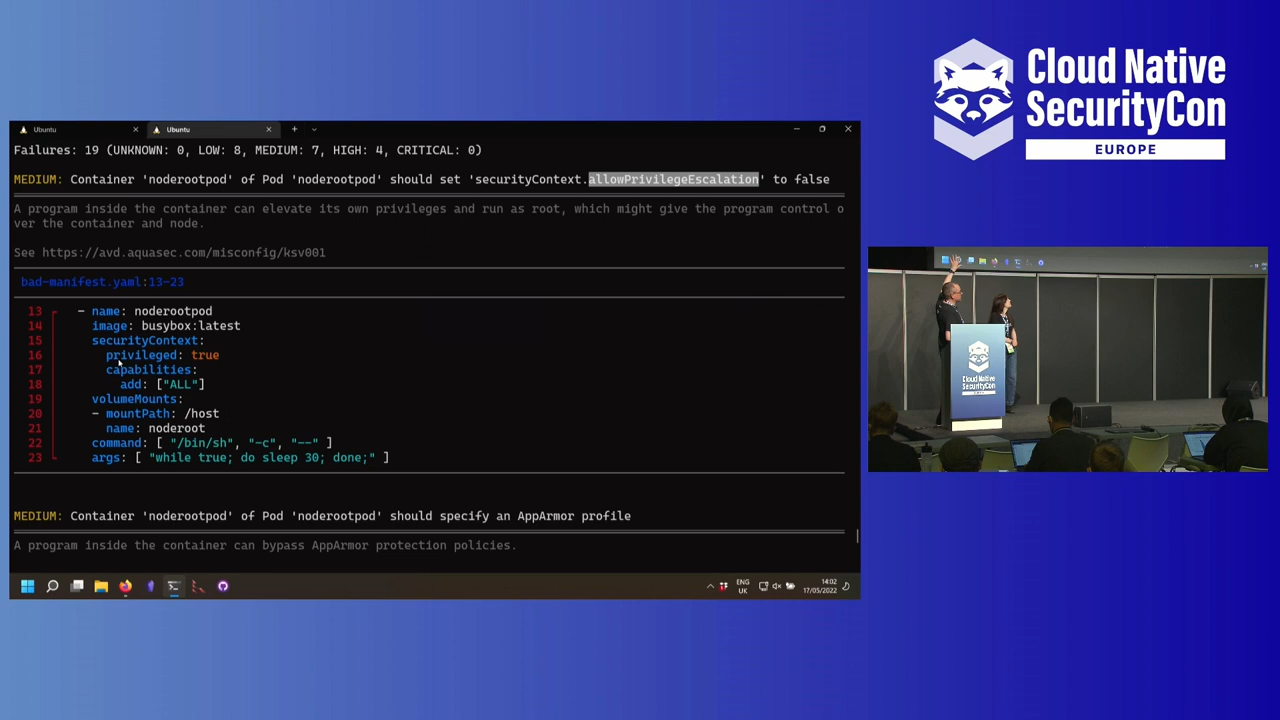 Ubuntu
Ubuntu
Failures: 19 (UNKNOWN: 0, LOW: 8, MEDIUM: 7, HIGH: 4, CRITICAL: 0)
MEDIUM: Container 'noderootpod' of Pod 'noderootpod' should set 'securityContext.allowPrivilegeEscalation' to false
A program inside the container can elevate its own privileges and run as root, which might give the program control o
ver the container and node.
See https://avd.aquasec.com/misconfig/ksv001
bad-manifest.yaml:13-23
13 - name: noderootpod
14 image: busybox:latest
15 securityContext:
16 privileged: true
17 capabilities:
18 add: ["ALL"]
19 volumeMounts:
20 - mountPath: /host
21 name: noderoot
22 command: [ "/bin/sh", "-c", "--" ]
23 args: [ "while true; do sleep 30; done;" ]
MEDIUM: Container 'noderootpod' of Pod 'noderootpod' should specify an AppArmor profile
A program inside the container can bypass AppArmor protection policies.
ENG
UK
14:02
17/05/2022
Cloud Native
SecurityCon
EUROPE
Cloud Native
SecurityCon